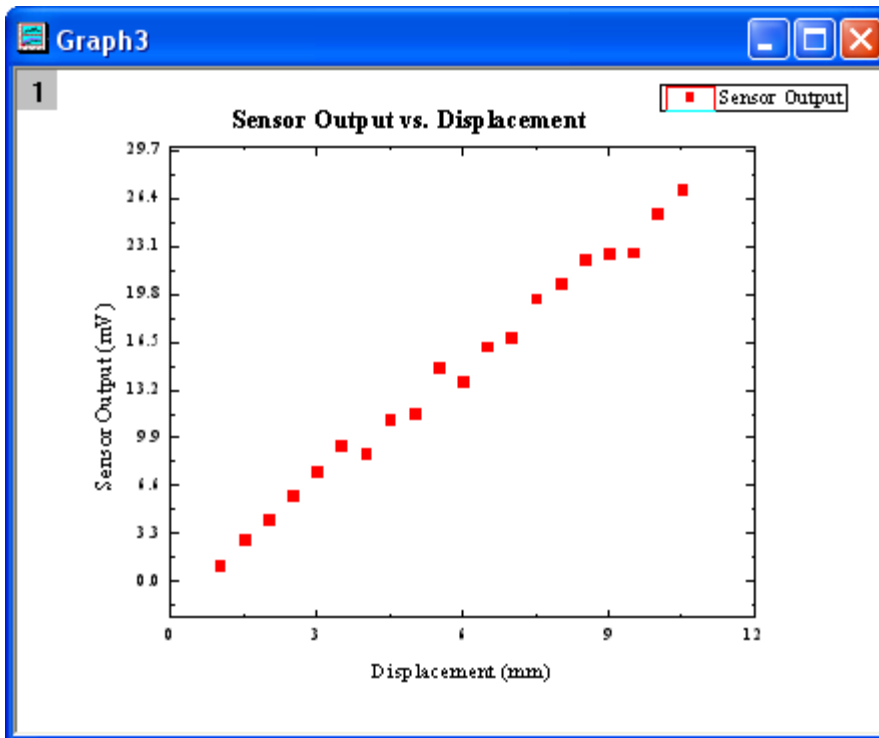 Graph3
1
Sensor Output
Sensor Output vs. Displacement
29.7
26.4
23.1
19.8
16.5
13.2
9.9
6.6
3.3
0.0
Sensor Output (mV)
0 3 6 9 12
Displacement (mm)